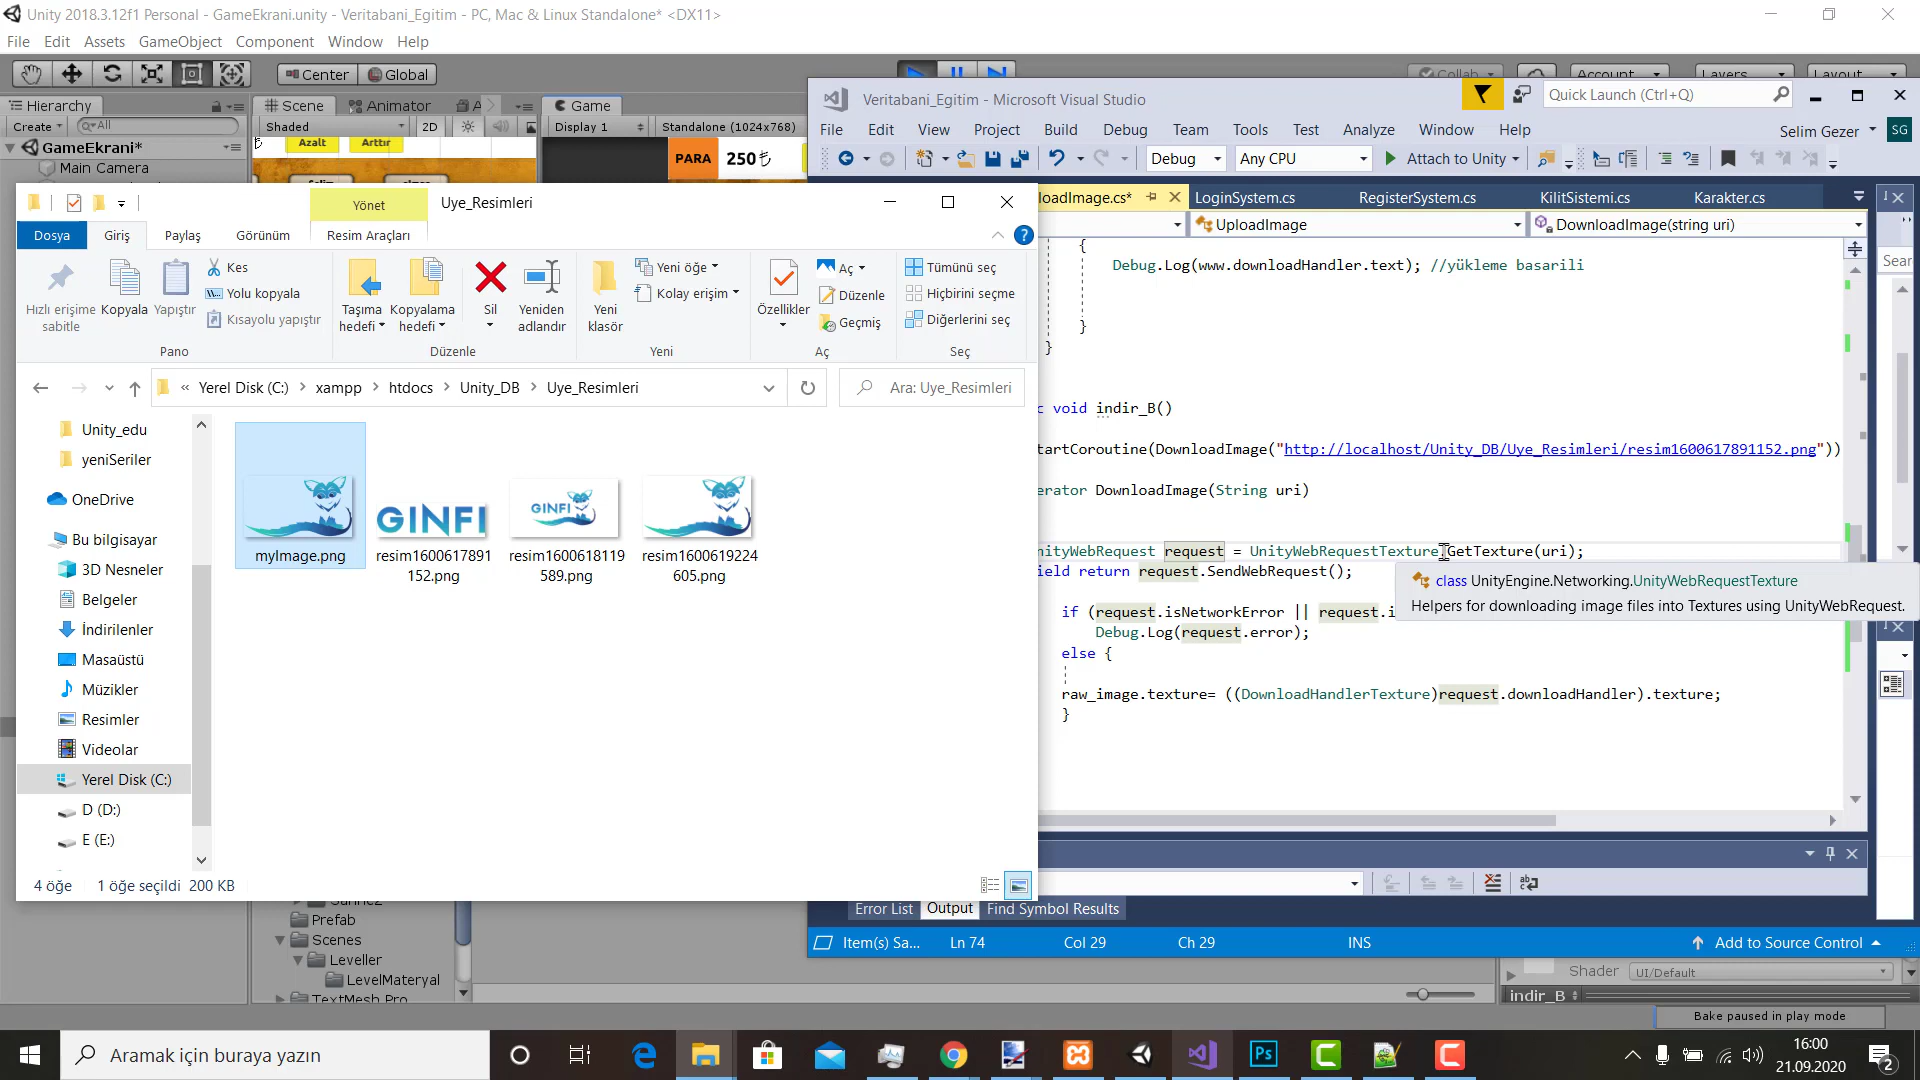 Unity 2018.3.12f1 Personal - GameEkrani.unity - Veritabani_Egitim - PC, Mac & Linux Standalone* <DX11>
File Edit Assets GameObject Component Window Help
Center Global
Collab Account Layers Layout
Hierarchy Scene Animator Game
Create All Shaded 2D Display 1 Standalone (1024x768)
GameEkrani*
Main Camera
Azalt Arttır
PARA 250₺
Veritabani_Egitim - Microsoft Visual Studio
Quick Launch (Ctrl+Q)
File Edit View Project Build Debug Team Tools Test Analyze Window Help
Selim Gezer SG
Debug Any CPU Attach to Unity
loadImage.cs* LoginSystem.cs RegisterSystem.cs KilitSistemi.cs Karakter.cs
UploadImage DownloadImage(string uri)
Sear
{
Debug.Log(www.downloadHandler.text); //yükleme basarili
}
}
c void indir_B()
tartCoroutine(DownloadImage("http://localhost/Unity_DB/Uye_Resimleri/resim1600617891152.png"))
erator DownloadImage(String uri)
nityWebRequest request = UnityWebRequestTexture.GetTexture(uri);
ield return request.SendWebRequest();
class UnityEngine.Networking.UnityWebRequestTexture
Helpers for downloading image files into Textures using UnityWebRequest.
if (request.isNetworkError || request.i
Debug.Log(request.error);
else {
raw_image.texture= ((DownloadHandlerTexture)request.downloadHandler).texture;
}
Error List Output Find Symbol Results
Item(s) Sa... Ln 74 Col 29 Ch 29 INS Add to Source Control
Yönet Uye_Resimleri
Dosya Giriş Paylaş Görünüm Resim Araçları
Hızlı erişime sabitle
Kopyala
Yapıştır
Kes
Yolu kopyala
Kısayolu yapıştır
Taşıma hedefi
Kopyalama hedefi
Sil
Yeniden adlandır
Yeni klasör
Yeni öğe
Kolay erişim
Özellikler
Aç
Düzenle
Geçmiş
Tümünü seç
Hiçbirini seçme
Diğerlerini seç
Pano Düzenle Yeni Aç Seç
« Yerel Disk (C:) > xampp > htdocs > Unity_DB > Uye_Resimleri
Ara: Uye_Resimleri
Unity_edu
yeniSeriler
OneDrive
Bu bilgisayar
3D Nesneler
Belgeler
İndirilenler
Masaüstü
Müzikler
Resimler
Videolar
Yerel Disk (C:)
D (D:)
E (E:)
GINFI
GINFI
myImage.png
resim1600617891152.png
resim1600618119589.png
resim1600619224605.png
4 öğe 1 öğe seçildi 200 KB
Prefab
Scenes
Leveller
LevelMateryal
TextMesh Pro
Shader UI/Default
indir_B
Bake paused in play mode
Aramak için buraya yazın
Ps
16:00
21.09.2020
2